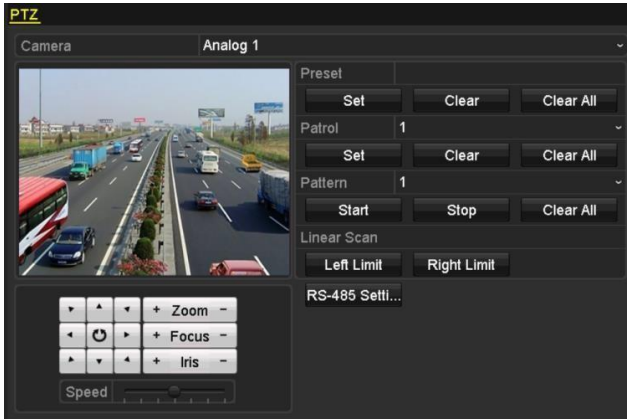 PTZ
Camera Analog 1
Preset
Set Clear Clear All
Patrol 1
Set Clear Clear All
Pattern 1
Start Stop Clear All
Linear Scan
Left Limit Right Limit
RS-485 Setti...
+ Zoom -
+ Focus -
+ Iris -
Speed